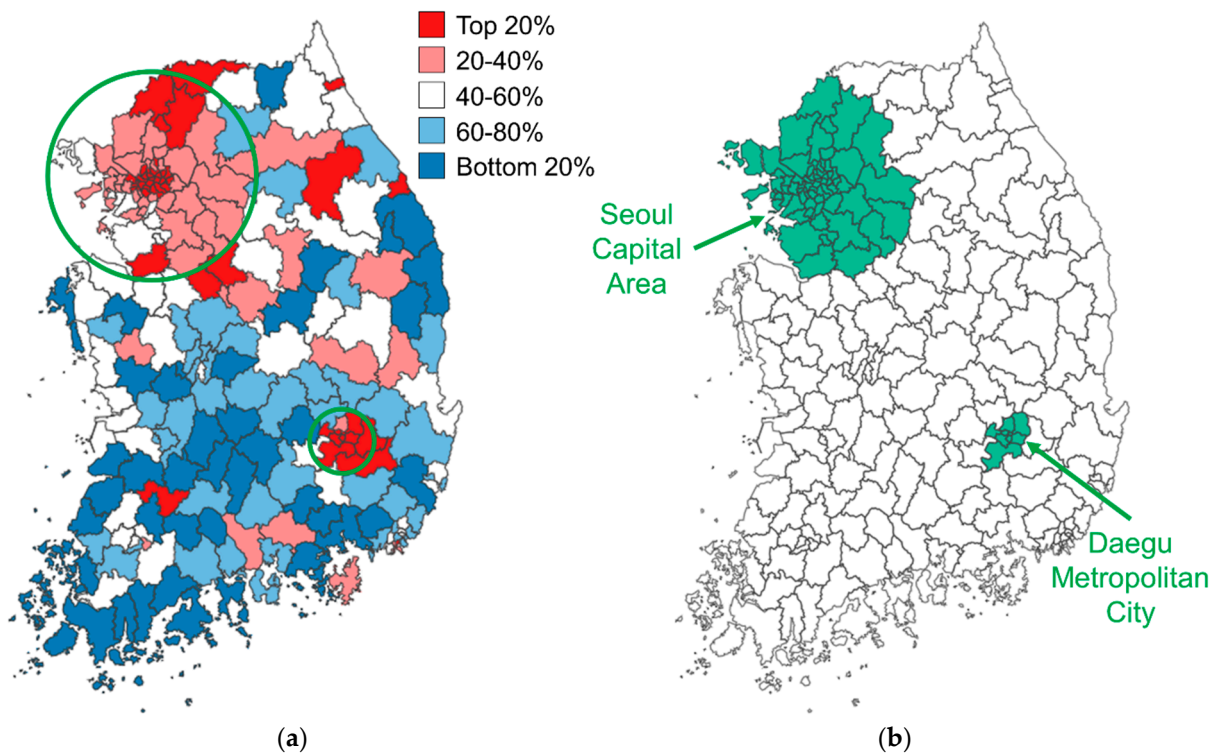 Top 20%
20-40%
40-60%
60-80%
Bottom 20%
Seoul
Capital
Area
Daegu
Metropolitan
City
(a)
(b)